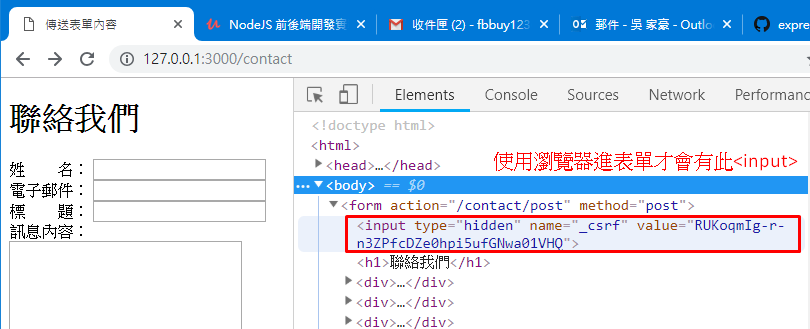 傳送表單內容
NodeJS 前後端開發實
收件匣 (2) - fbbuy123
郵件 - 吳 家豪 - Outlo
expre
127.0.0.1:3000/contact
Elements
Console
Sources
Network
Performance
聯絡我們
姓 名：
電子郵件：
標 題：
訊息內容：
<!doctype html>
<html>
<head>…</head>
使用瀏覽器進表單才會有此<input>
<body> == $0
<form action="/contact/post" method="post">
<input type="hidden" name="_csrf" value="RUKoqmIg-r-
n3ZPfcDZe0hpi5ufGNwa01VHQ">
<h1>聯絡我們</h1>
<div>…</div>
<div>…</div>
<div>…</div>